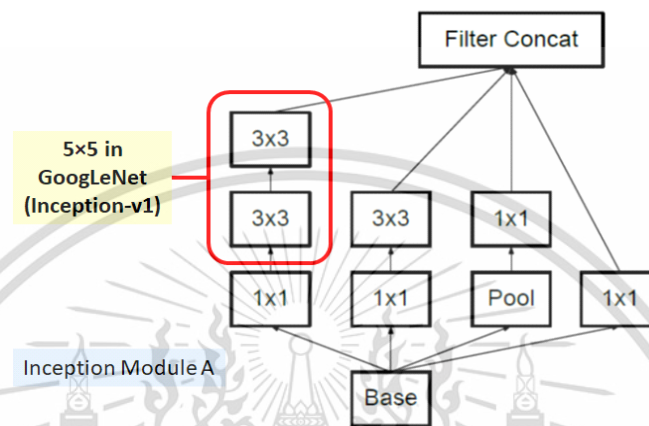 Filter Concat
3x3
5×5 in
GoogLeNet
(Inception-v1)
3x3
3x3
1x1
1x1
1x1
Pool
1x1
Inception Module A
Base